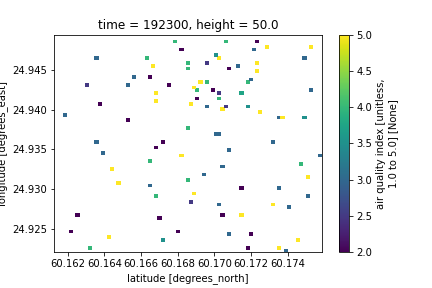 time = 192300, height = 50.0
24.945
24.940
24.935
24.930
24.925
longitude [degrees_east]
60.162 60.164 60.166 60.168 60.170 60.172 60.174
latitude [degrees_north]
5.0
4.5
4.0
3.5
3.0
2.5
2.0
air quality index [unitless,
1.0 to 5.0] [None]